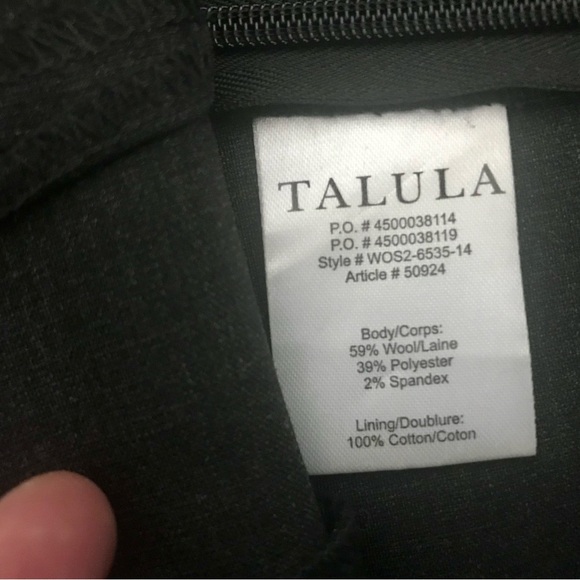 TALULA
P.O. # 4500038114
P.O. # 4500038119
Style # WOS2-6535-14
Article # 50924
Body/Corps:
59% Wool/Laine
39% Polyester
2% Spandex
Lining/Doublure:
100% Cotton/Coton